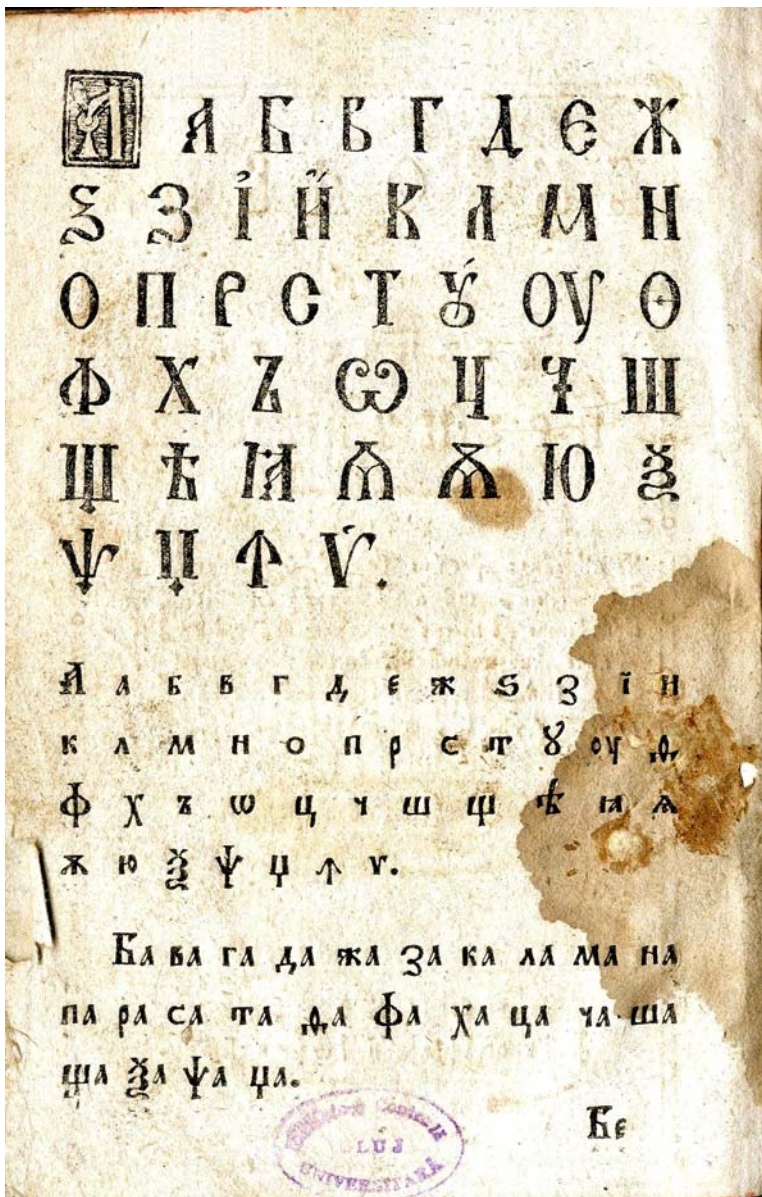 А А Б В Г Д Є Ж
Ѕ З І Й К Л М Н
О П Р С Т Ꙋ ОУ Ѳ
Ф Х Ъ Ѡ Ц Ч Ш
Щ Ѣ Ꙗ Ѧ Ѫ Ю Ѯ
Ѱ Џ Ꙟ Ѵ.
А а б в г д е ж ѕ з ї и
к л м н о п р с т ꙋ оу ѳ
ф х ъ ѡ ц ч ш щ ѣ ꙗ ѧ
ѫ ю ѯ ѱ џ ꙟ ѵ.
Ба ва га да жа за ка ла ма на
па ра са та ѳа фа ха ца ча ша
ща ѯа ѱа џа.
Бе
CLUJ
UNIVERSITARĂ